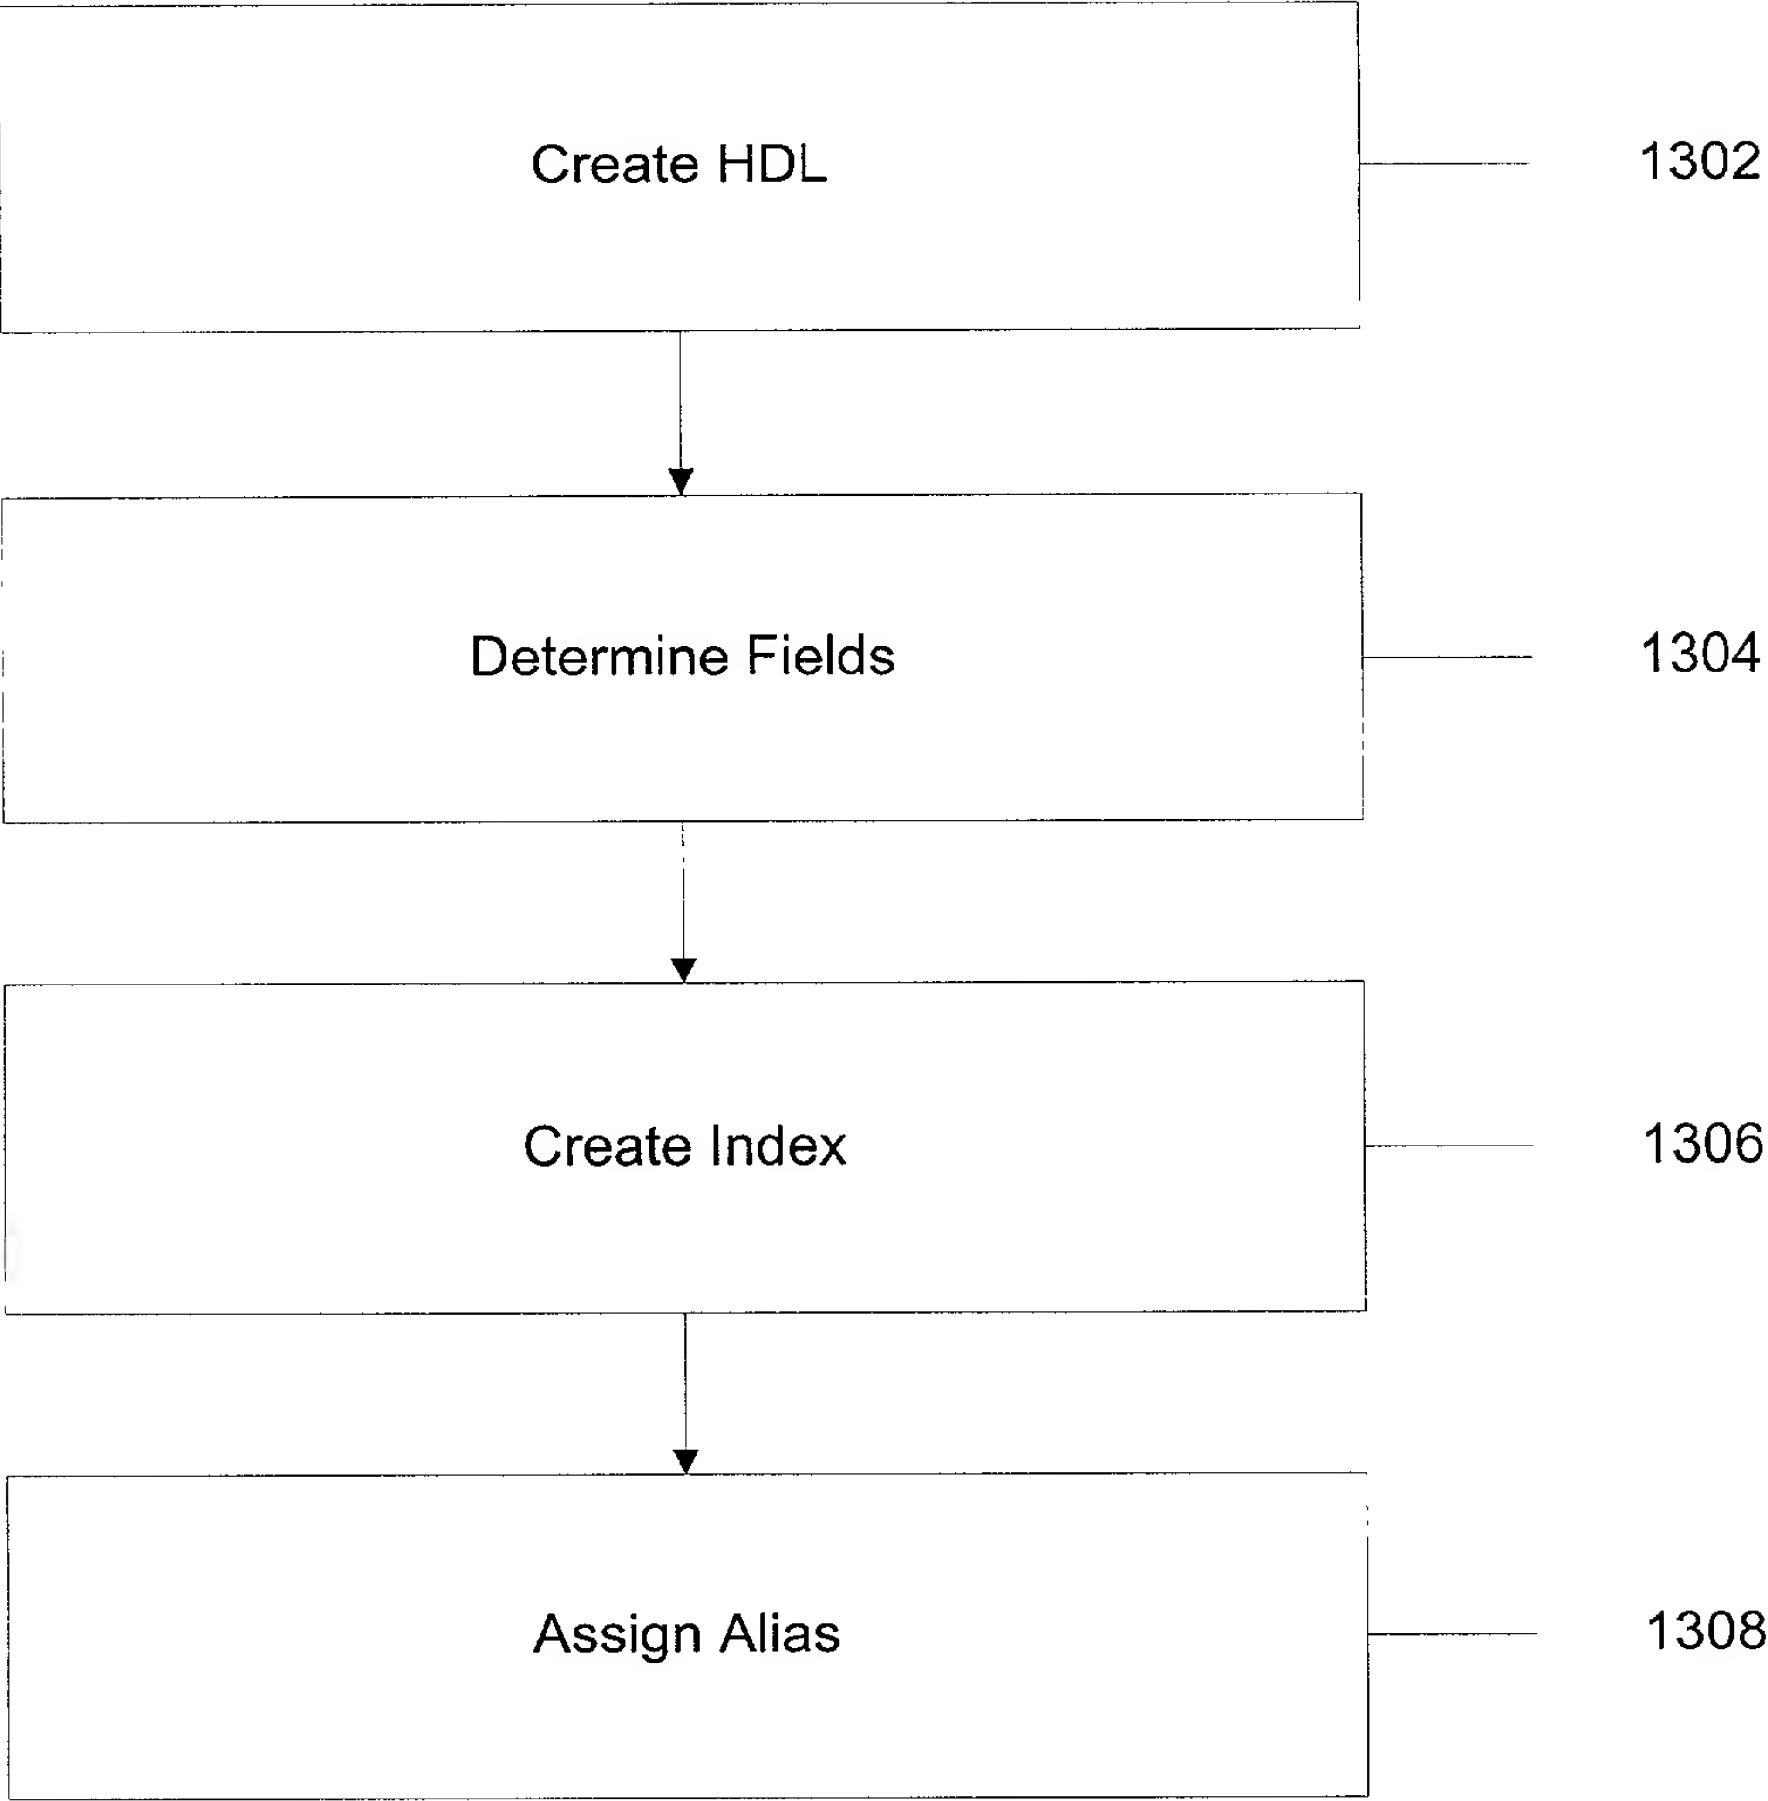 Create HDL
1302
Determine Fields
1304
Create Index
1306
Assign Alias
1308